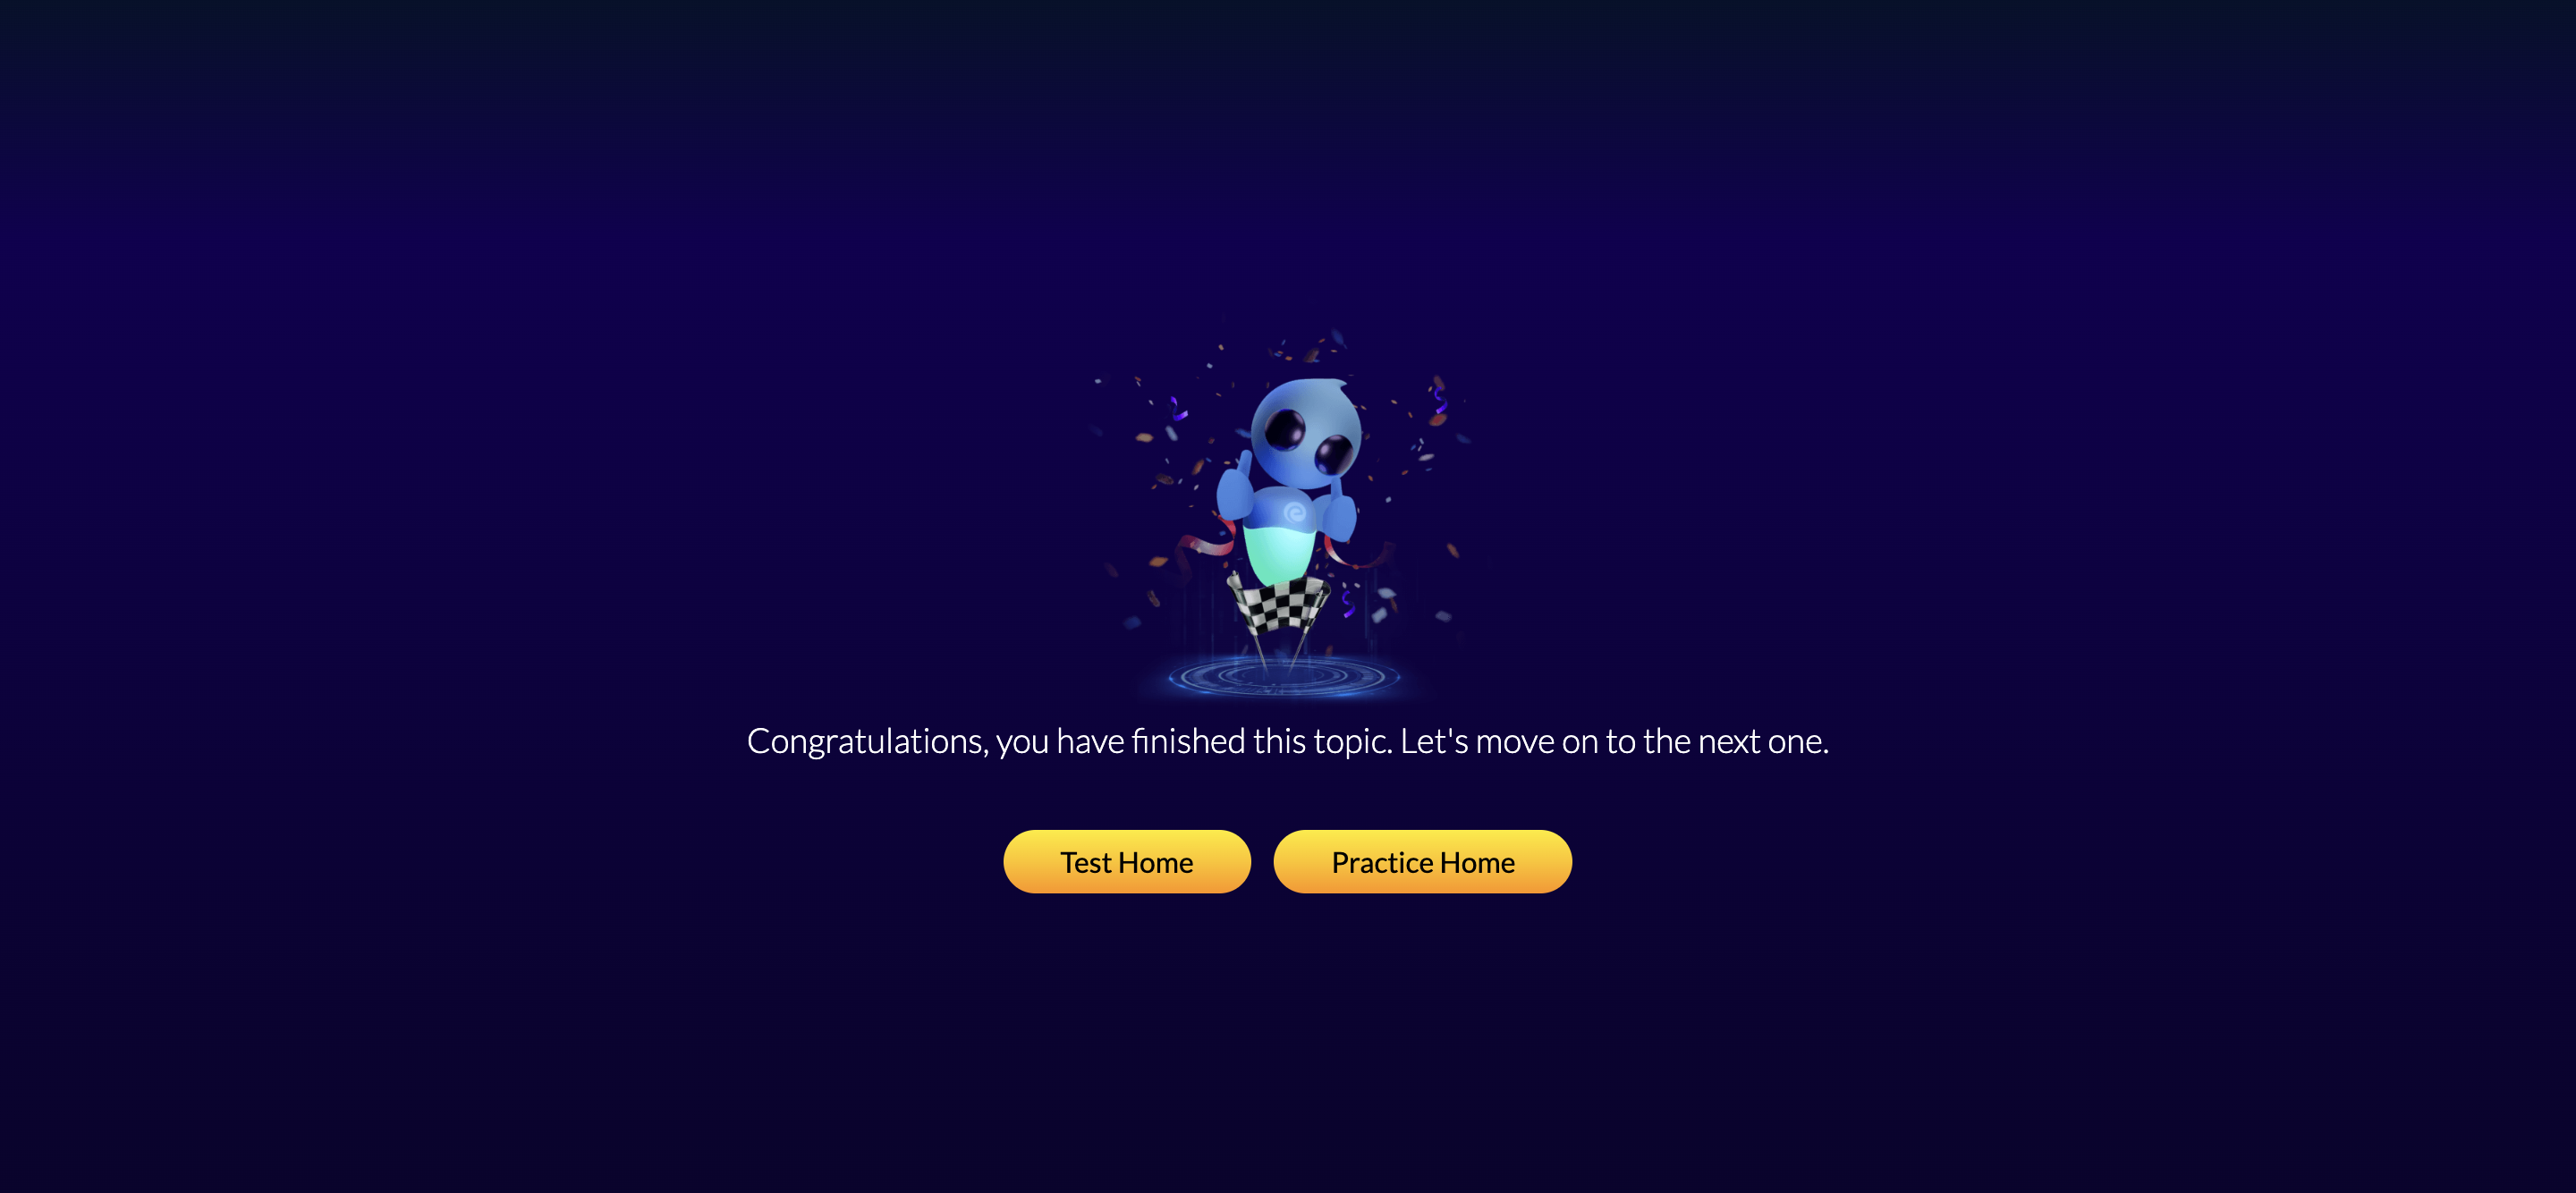 Congratulations, you have finished this topic. Let's move on to the next one.
Test Home
Practice Home